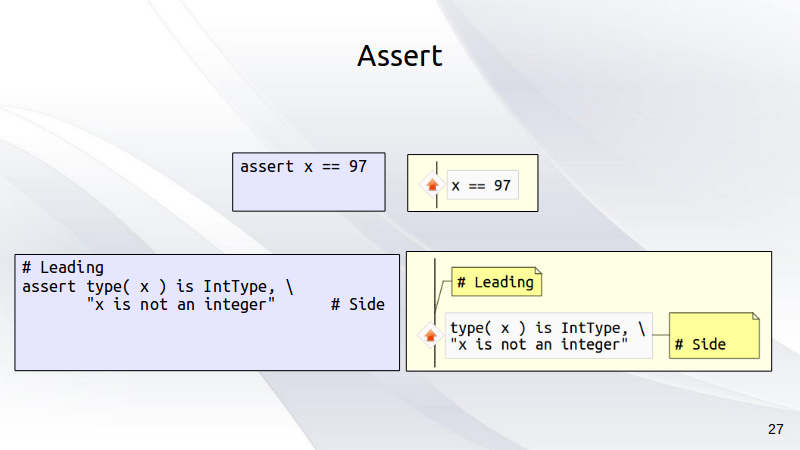 Assert
assert x == 97
x == 97
# Leading
assert type( x ) is IntType, \
"x is not an integer" # Side
# Leading
type( x ) is IntType, \
"x is not an integer"
# Side
27